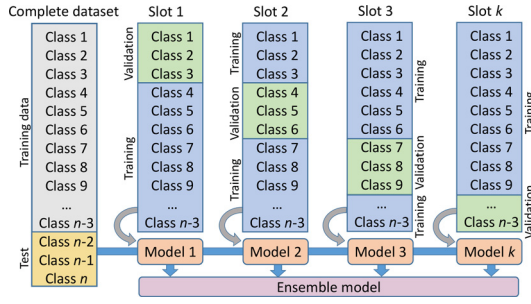 Complete dataset
Slot 1
Slot 2
Slot 3
Slot k
Training data
Class 1
Class 2
Class 3
Class 4
Class 5
Class 6
Class 7
Class 8
Class 9
...
Class n-3
Test
Class n-2
Class n-1
Class n
Validation
Class 1
Class 2
Class 3
Training
Class 4
Class 5
Class 6
Class 7
Class 8
Class 9
...
Class n-3
Training
Class 1
Class 2
Class 3
Validation
Class 4
Class 5
Class 6
Training
Class 7
Class 8
Class 9
...
Class n-3
Class 1
Class 2
Class 3
Class 4
Class 5
Class 6
Training
Class 7
Class 8
Class 9
Validation
...
Class n-3
Training
Class 1
Class 2
Class 3
Class 4
Class 5
Class 6
Class 7
Class 8
Class 9
Training
...
Class n-3
Validation
Model 1
Model 2
Model 3
Model k
Ensemble model